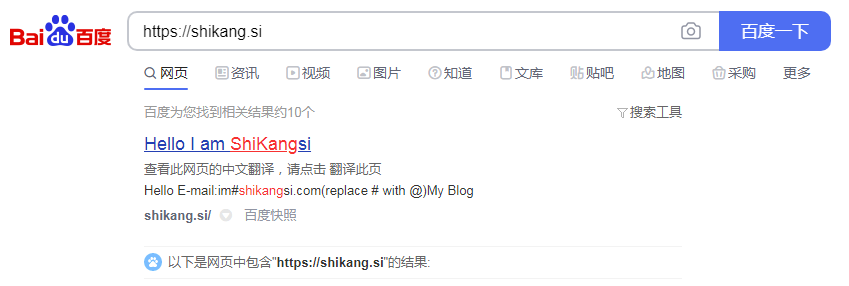 Bai du 百度 https://shikang.si 百度一下
网页 资讯 视频 图片 知道 文库 贴吧 地图 采购 更多
百度为您找到相关结果约10个 搜索工具
Hello I am ShiKangsi
查看此网页的中文翻译，请点击 翻译此页
Hello E-mail:im#shikangsi.com(replace # with @)My Blog
shikang.si/ 百度快照
以下是网页中包含"https://shikang.si"的结果: